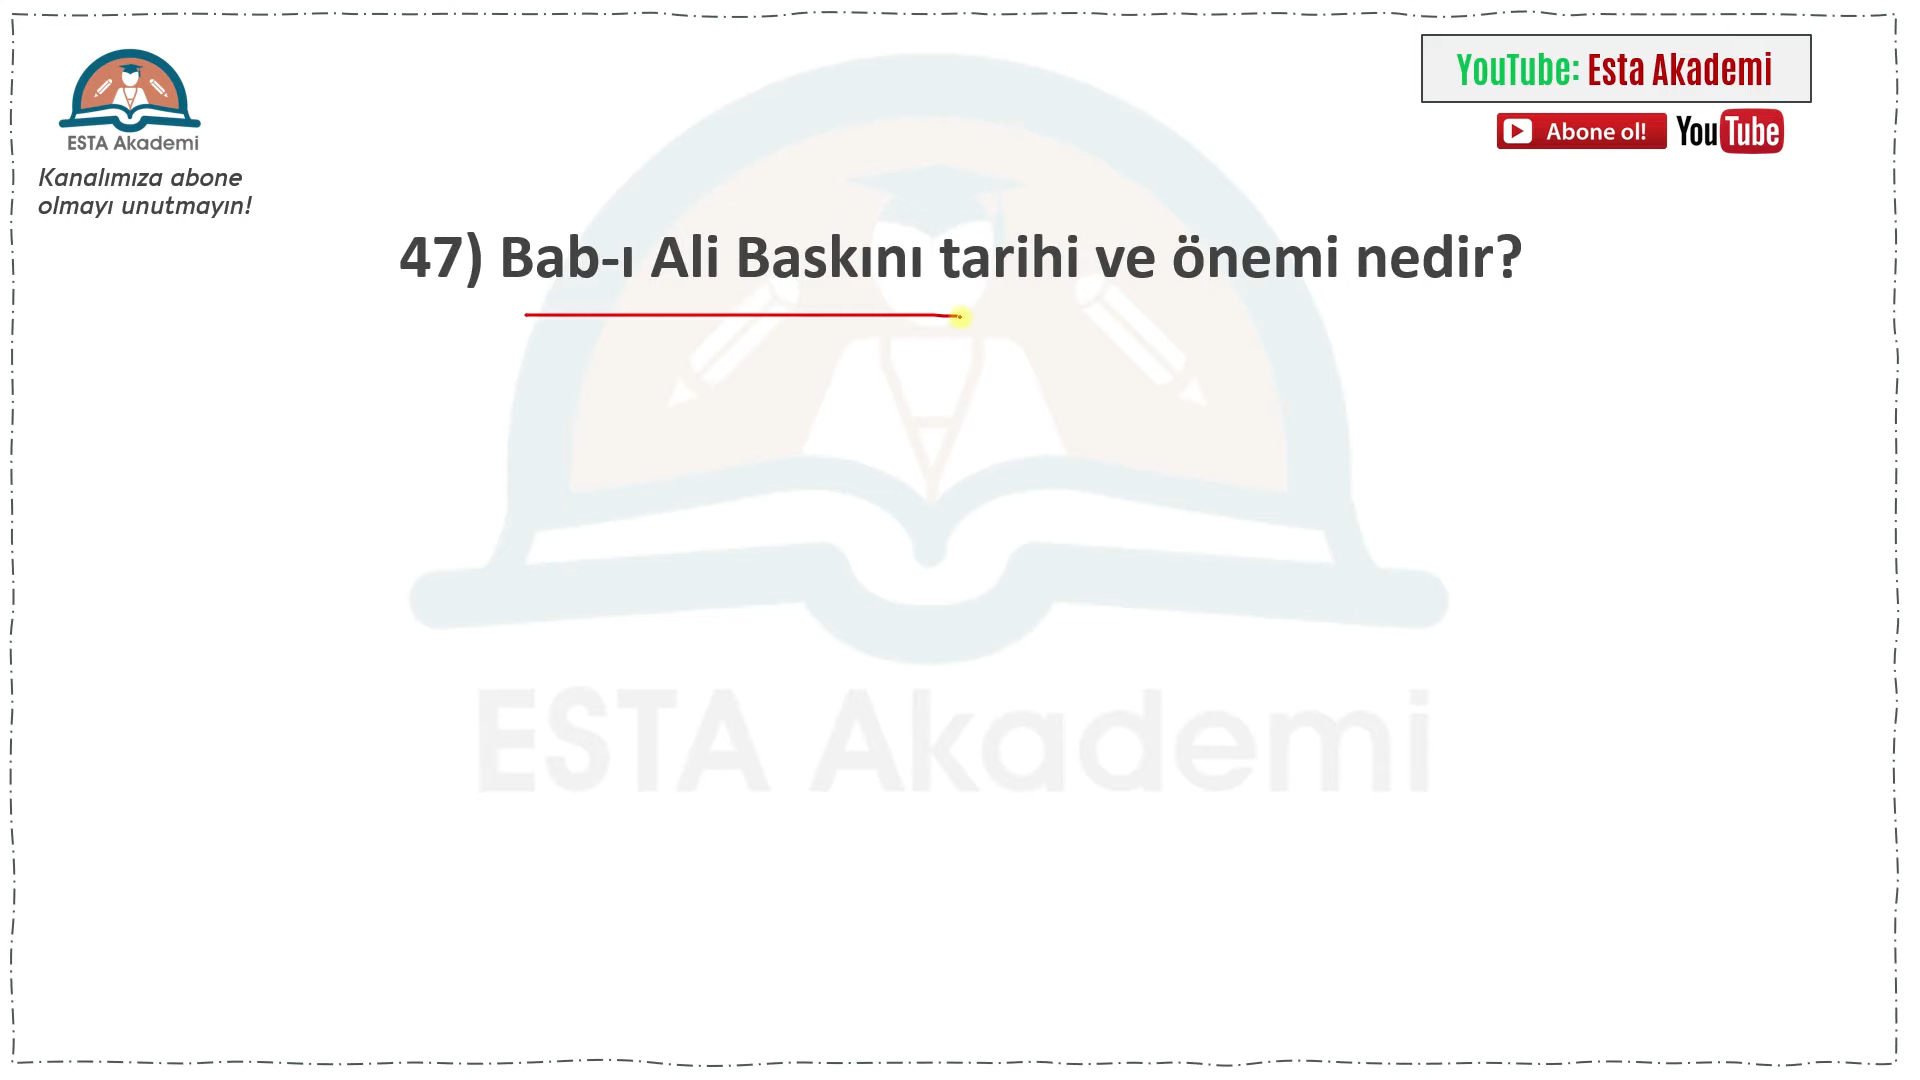 ESTA Akademi
Kanalımıza abone
olmayı unutmayın!
YouTube: Esta Akademi
Abone ol! YouTube
47) Bab-ı Ali Baskını tarihi ve önemi nedir?
ESTA Akademi